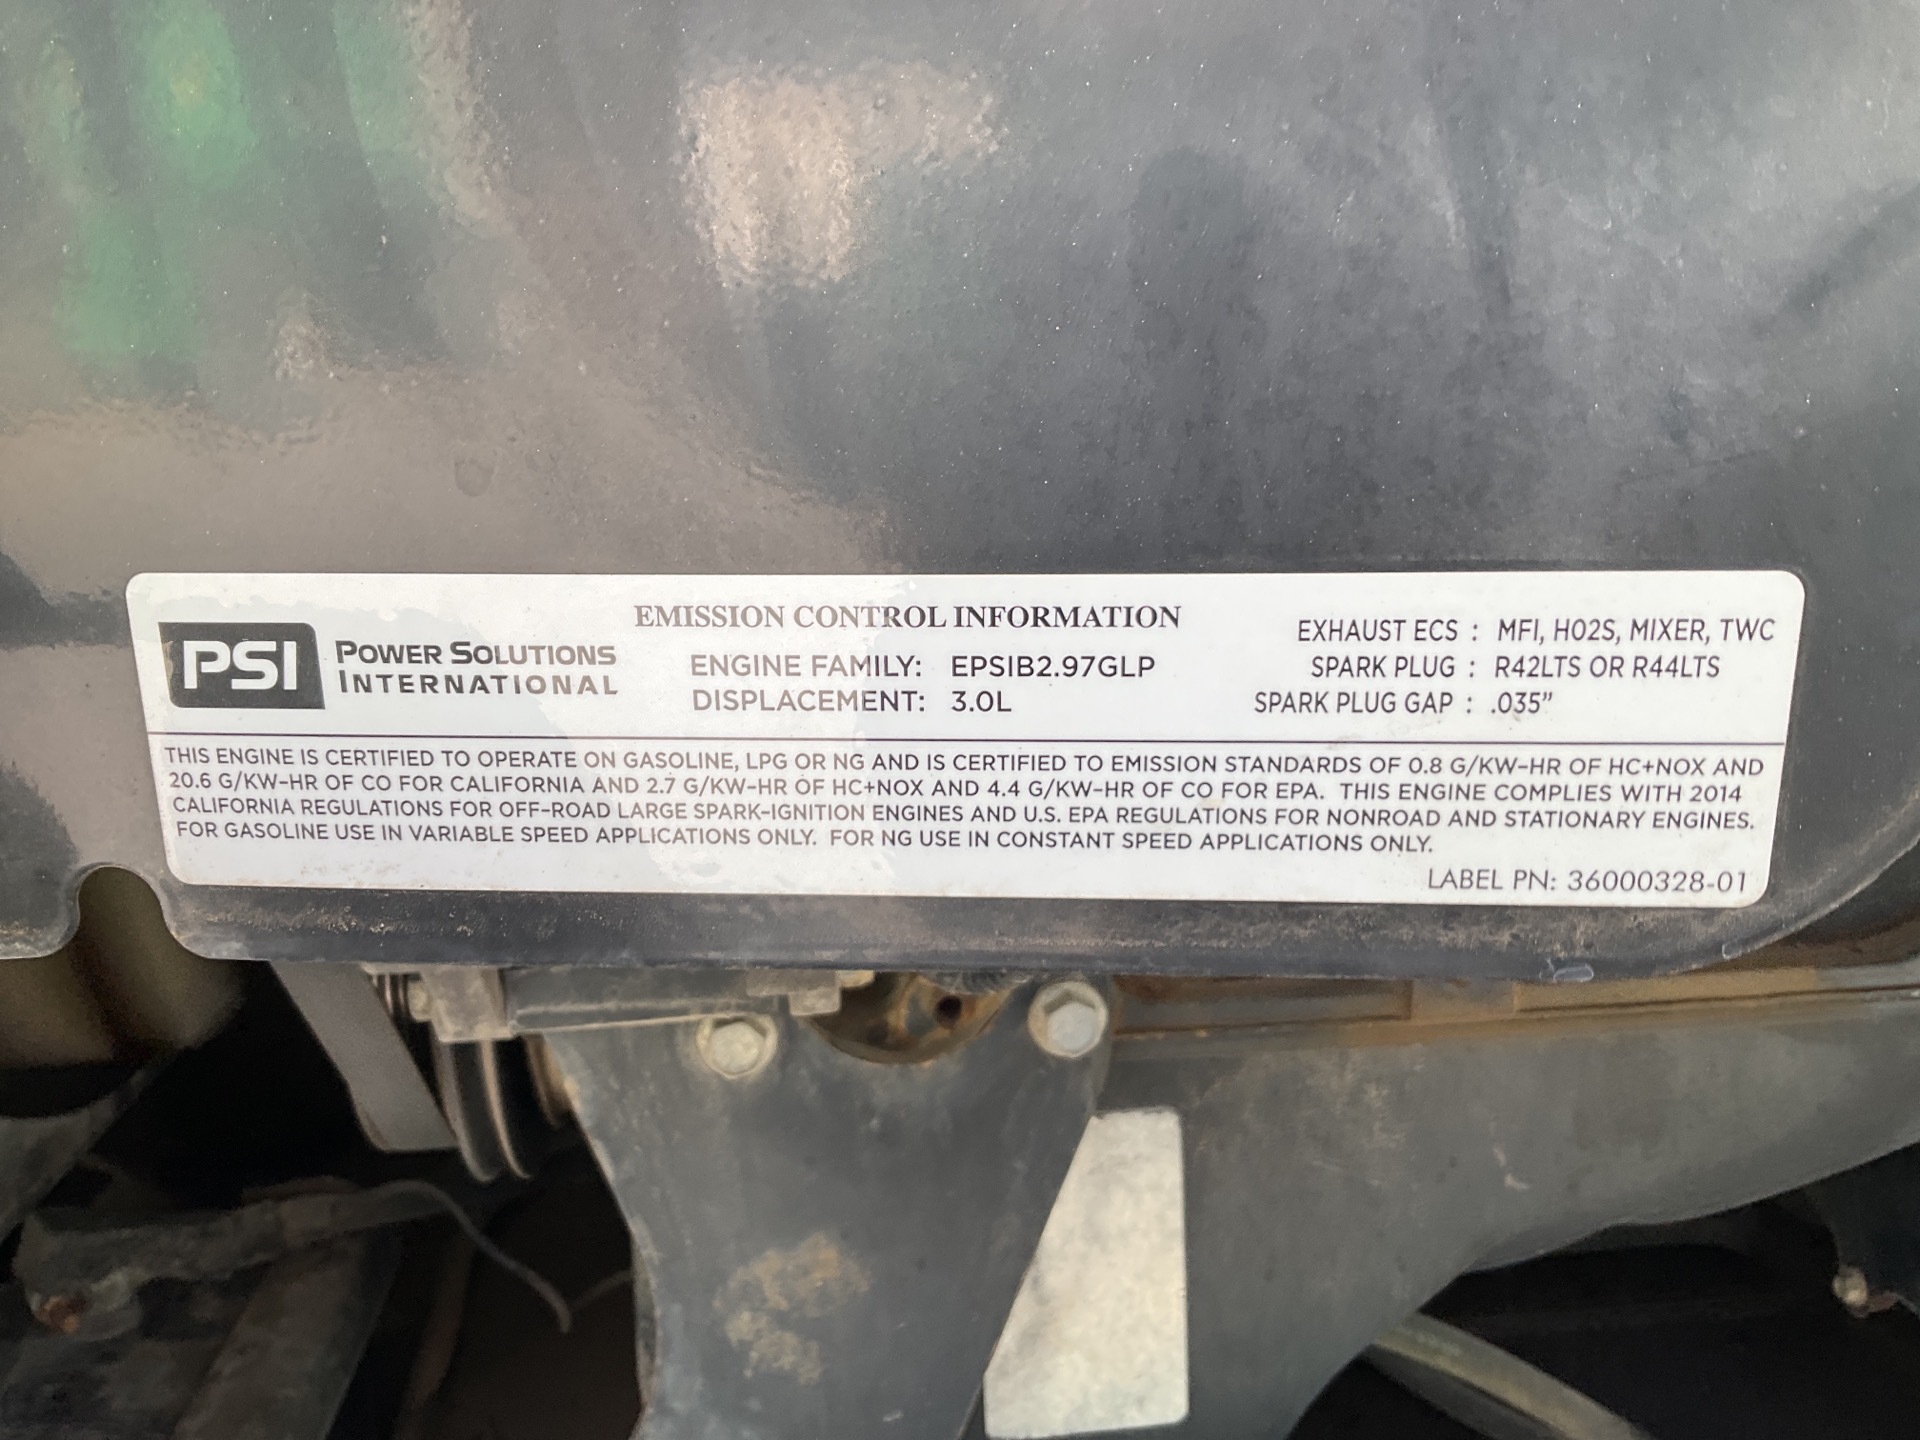 PSI POWER SOLUTIONS INTERNATIONAL
EMISSION CONTROL INFORMATION
ENGINE FAMILY: EPSIB2.97GLP
DISPLACEMENT: 3.0L
EXHAUST ECS : MFI, H02S, MIXER, TWC
SPARK PLUG : R42LTS OR R44LTS
SPARK PLUG GAP : .035”
THIS ENGINE IS CERTIFIED TO OPERATE ON GASOLINE, LPG OR NG AND IS CERTIFIED TO EMISSION STANDARDS OF 0.8 G/KW-HR OF HC+NOX AND
20.6 G/KW-HR OF CO FOR CALIFORNIA AND 2.7 G/KW-HR OF HC+NOX AND 4.4 G/KW-HR OF CO FOR EPA. THIS ENGINE COMPLIES WITH 2014
CALIFORNIA REGULATIONS FOR OFF-ROAD LARGE SPARK-IGNITION ENGINES AND U.S. EPA REGULATIONS FOR NONROAD AND STATIONARY ENGINES.
FOR GASOLINE USE IN VARIABLE SPEED APPLICATIONS ONLY. FOR NG USE IN CONSTANT SPEED APPLICATIONS ONLY.
LABEL PN: 36000328-01